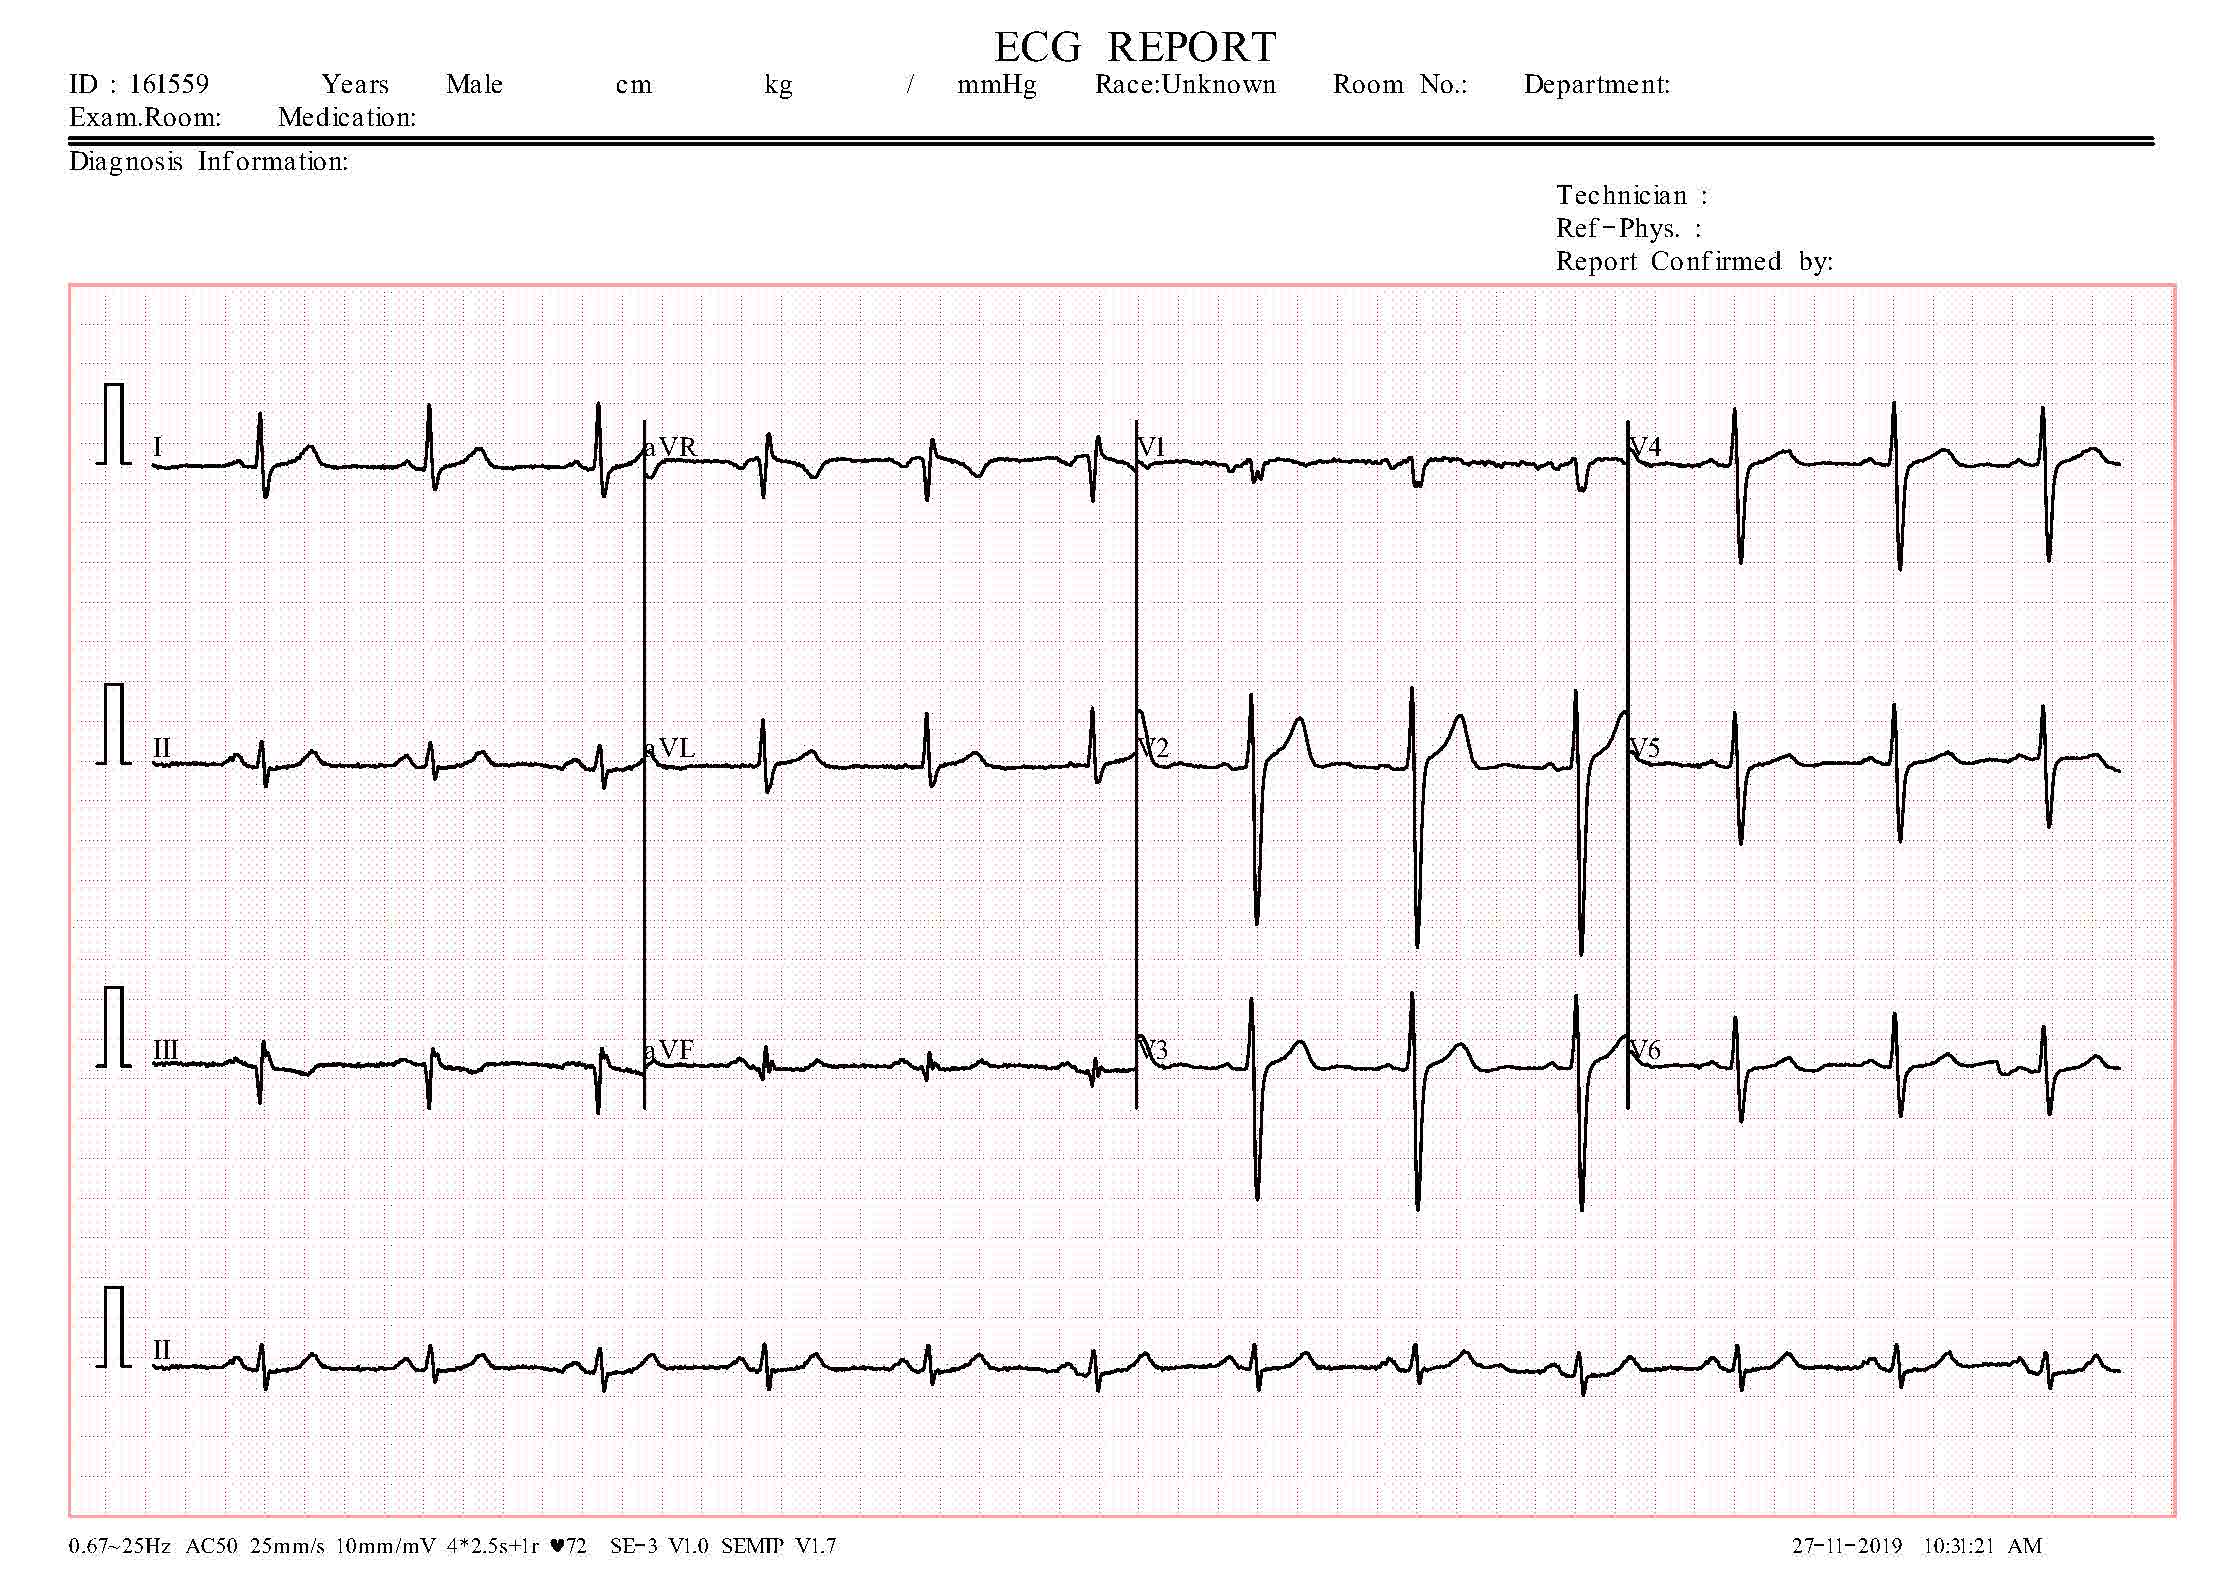 ECG REPORT
ID : 161559 Years Male cm kg / mmHg Race:Unknown Room No.: Department:
Exam.Room: Medication:
Diagnosis Information:
Technician :
Ref-Phys. :
Report Confirmed by:
I aVR V1 V4
II aVL V2 V5
III aVF V3 V6
II
0.67~25Hz AC50 25mm/s 10mm/mV 4*2.5s+1r ♥72 SE-3 V1.0 SEMIP V1.7 27-11-2019 10:31:21 AM